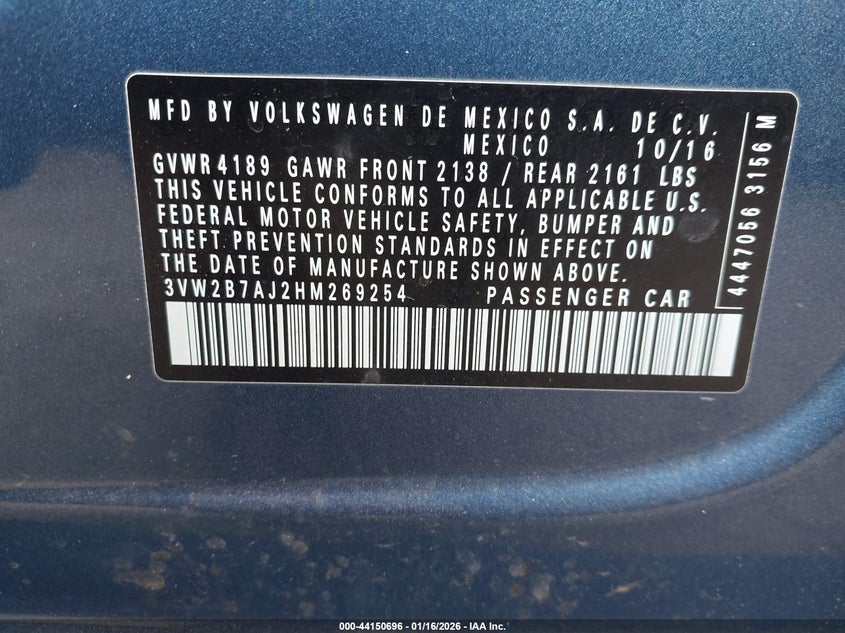 MFD BY VOLKSWAGEN DE MEXICO S.A. DE C.V.
MEXICO 10/16
GVWR 4189 GAWR FRONT 2138 / REAR 2161 LBS
THIS VEHICLE CONFORMS TO ALL APPLICABLE U.S.
FEDERAL MOTOR VEHICLE SAFETY, BUMPER AND
THEFT PREVENTION STANDARDS IN EFFECT ON
THE DATE OF MANUFACTURE SHOWN ABOVE.
3VW2B7AJ2HM269254 PASSENGER CAR
4447056 3156 M
000-44150696 - 01/16/2026 - IAA Inc.